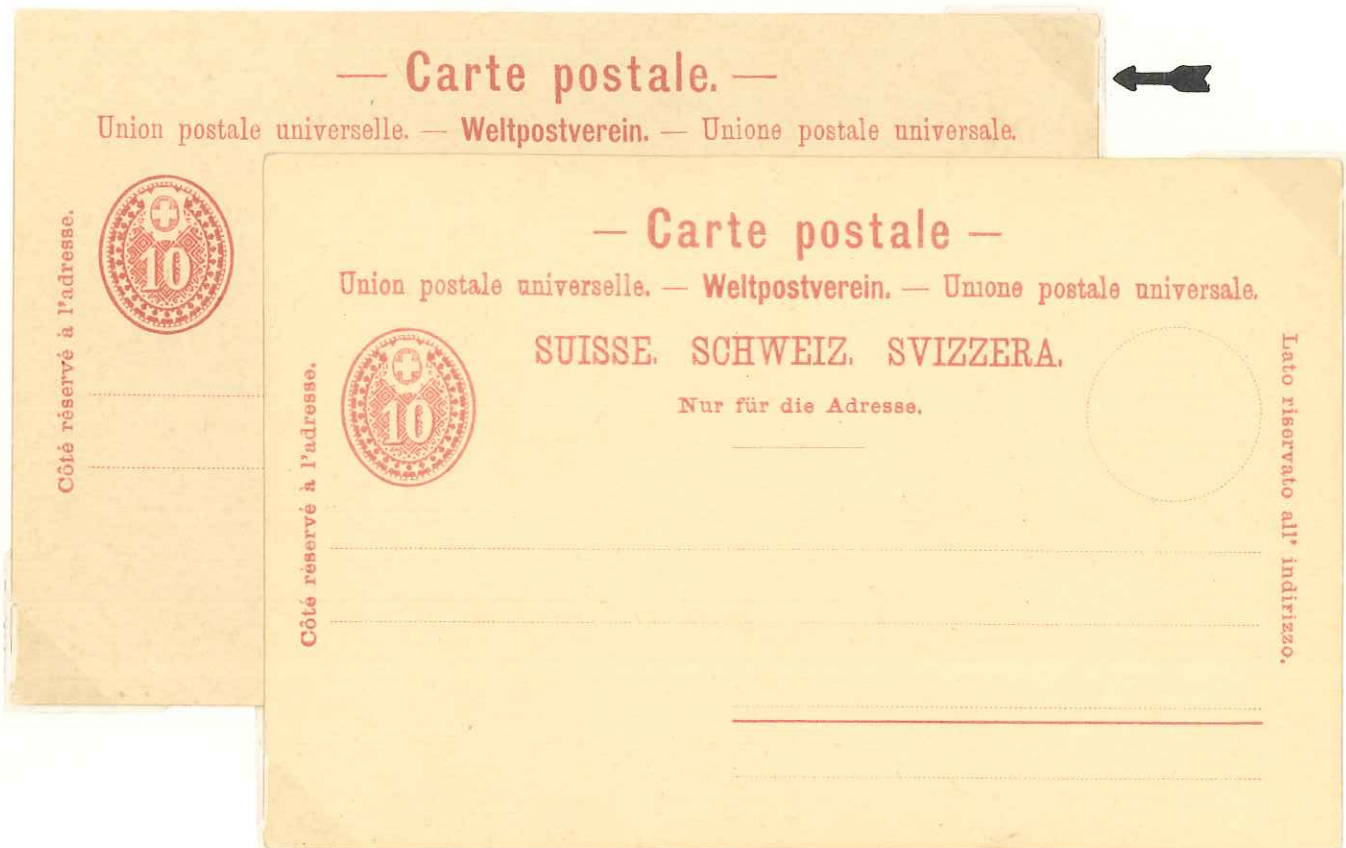 — Carte postale. —
Union postale universelle. — Weltpostverein. — Unione postale universale.
Côté réservé à l'adresse.
10
— Carte postale —
Union postale universelle. — Weltpostverein. — Unione postale universale.
SUISSE. SCHWEIZ. SVIZZERA.
Nur für die Adresse.
Côté réservé à l'adresse.
10
Lato riservato all' indirizzo.